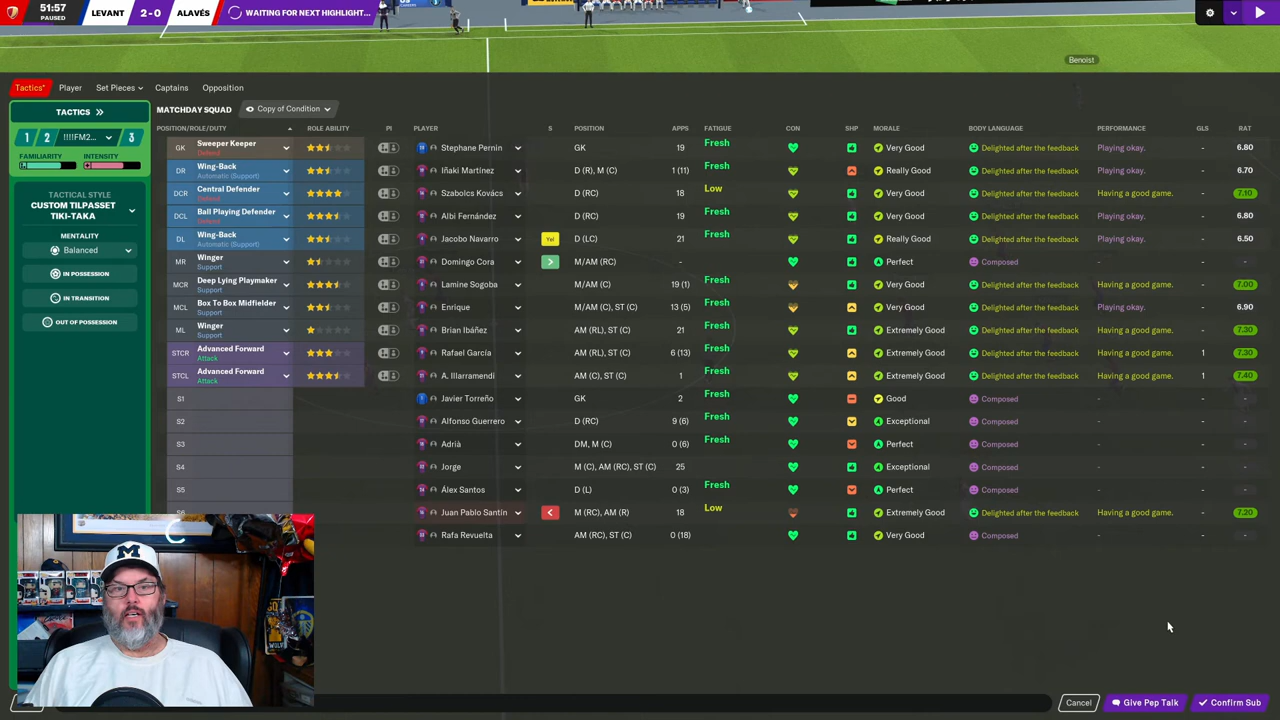 51:57
PAUSED
LEVANT 2 - 0 ALAVÉS
WAITING FOR NEXT HIGHLIGHT...
Benoist
Tactics* Player Set Pieces Captains Opposition
TACTICS
1 2 !!!!FM2... 3
FAMILIARITY INTENSITY
TACTICAL STYLE
CUSTOM TILPASSET
TIKI-TAKA
MENTALITY
Balanced
IN POSSESSION
IN TRANSITION
OUT OF POSSESSION
MATCHDAY SQUAD Copy of Condition
POSITION/ROLE/DUTY ROLE ABILITY PI PLAYER S POSITION APPS FATIGUE CON SHP MORALE BODY LANGUAGE PERFORMANCE GLS RAT
GK Sweeper Keeper Defend Stephane Pernin GK 19 Fresh Very Good Delighted after the feedback Playing okay. - 6.80
DR Wing-Back Automatic (Support) Iñaki Martínez D (R), M (C) 1 (11) Fresh Really Good Delighted after the feedback Playing okay. - 6.70
DCR Central Defender Defend Szabolcs Kovács D (RC) 18 Low Very Good Delighted after the feedback Having a good game. - 7.10
DCL Ball Playing Defender Defend Albi Fernández D (RC) 19 Fresh Very Good Delighted after the feedback Playing okay. - 6.80
DL Wing-Back Automatic (Support) Jacobo Navarro Yel D (LC) 21 Fresh Really Good Delighted after the feedback Playing okay. - 6.50
MR Winger Support Domingo Cora M/AM (RC) - Perfect Composed - - -
MCR Deep Lying Playmaker Support Lamine Sogoba M/AM (C) 19 (1) Fresh Very Good Delighted after the feedback Having a good game. - 7.00
MCL Box To Box Midfielder Support Enrique M/AM (C), ST (C) 13 (5) Fresh Very Good Delighted after the feedback Playing okay. - 6.90
ML Winger Support Brian Ibáñez AM (RL), ST (C) 21 Fresh Extremely Good Delighted after the feedback Having a good game. - 7.30
STCR Advanced Forward Attack Rafael García AM (RL), ST (C) 6 (13) Fresh Extremely Good Delighted after the feedback Having a good game. 1 7.30
STCL Advanced Forward Attack A. Illarramendi AM (C), ST (C) 1 Fresh Extremely Good Delighted after the feedback Having a good game. 1 7.40
S1 Javier Torreño GK 2 Good Composed - - -
S2 Alfonso Guerrero D (RC) 9 (6) Fresh Exceptional Composed - - -
S3 Adrià DM, M (C) 0 (6) Fresh Perfect Composed - - -
S4 Jorge M (C), AM (RC), ST (C) 25 Exceptional Composed - - -
S5 Álex Santos D (L) 0 (3) Fresh Perfect Composed - - -
S6 Juan Pablo Santín M (RC), AM (R) 18 Low Extremely Good Delighted after the feedback Having a good game. - 7.20
Rafa Revuelta AM (RC), ST (C) 0 (18) Very Good Composed - - -
M
Cancel Give Pep Talk Confirm Sub